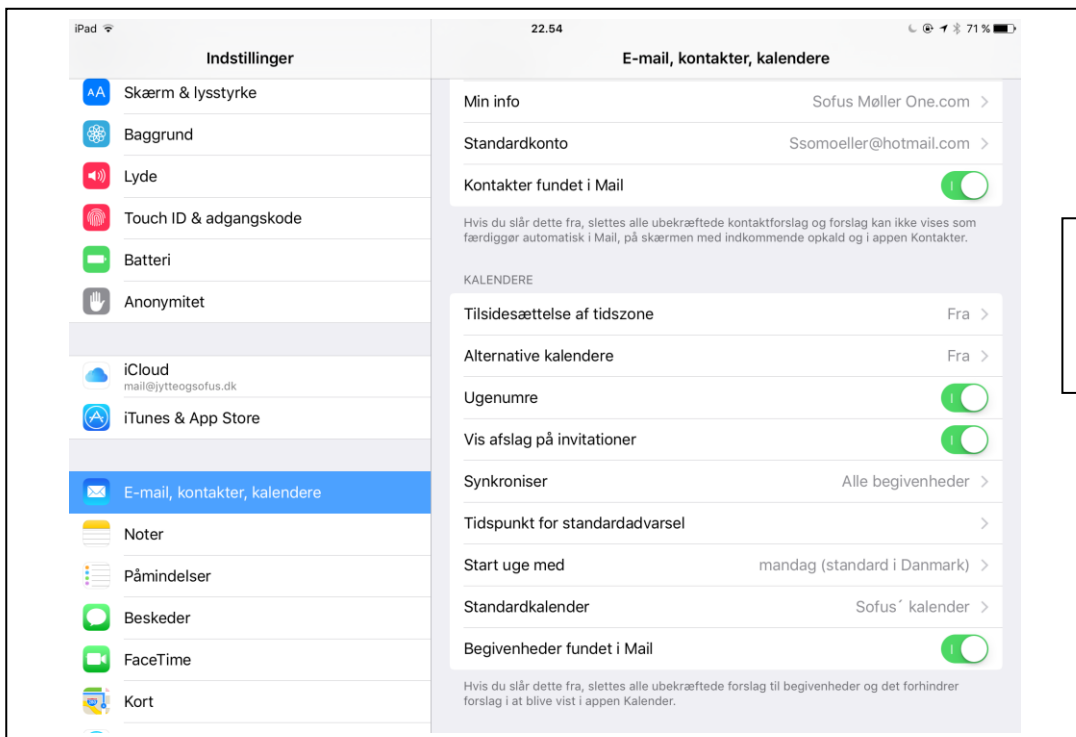 iPad
22.54
71 %
Indstillinger
E-mail, kontakter, kalendere
AA Skærm & lysstyrke
Baggrund
Lyde
Touch ID & adgangskode
Batteri
Anonymitet
iCloud
mail@jytteogsofus.dk
iTunes & App Store
E-mail, kontakter, kalendere
Noter
Påmindelser
Beskeder
FaceTime
Kort
Min info Sofus Møller One.com
Standardkonto Ssomoeller@hotmail.com
Kontakter fundet i Mail
Hvis du slår dette fra, slettes alle ubekræftede kontaktforslag og forslag kan ikke vises som
færdiggør automatisk i Mail, på skærmen med indkommende opkald og i appen Kontakter.
KALENDERE
Tilsidesættelse af tidszone Fra
Alternative kalendere Fra
Ugenumre
Vis afslag på invitationer
Synkroniser Alle begivenheder
Tidspunkt for standardadvarsel
Start uge med mandag (standard i Danmark)
Standardkalender Sofus´ kalender
Begivenheder fundet i Mail
Hvis du slår dette fra, slettes alle ubekræftede forslag til begivenheder og det forhindrer
forslag i at blive vist i appen Kalender.